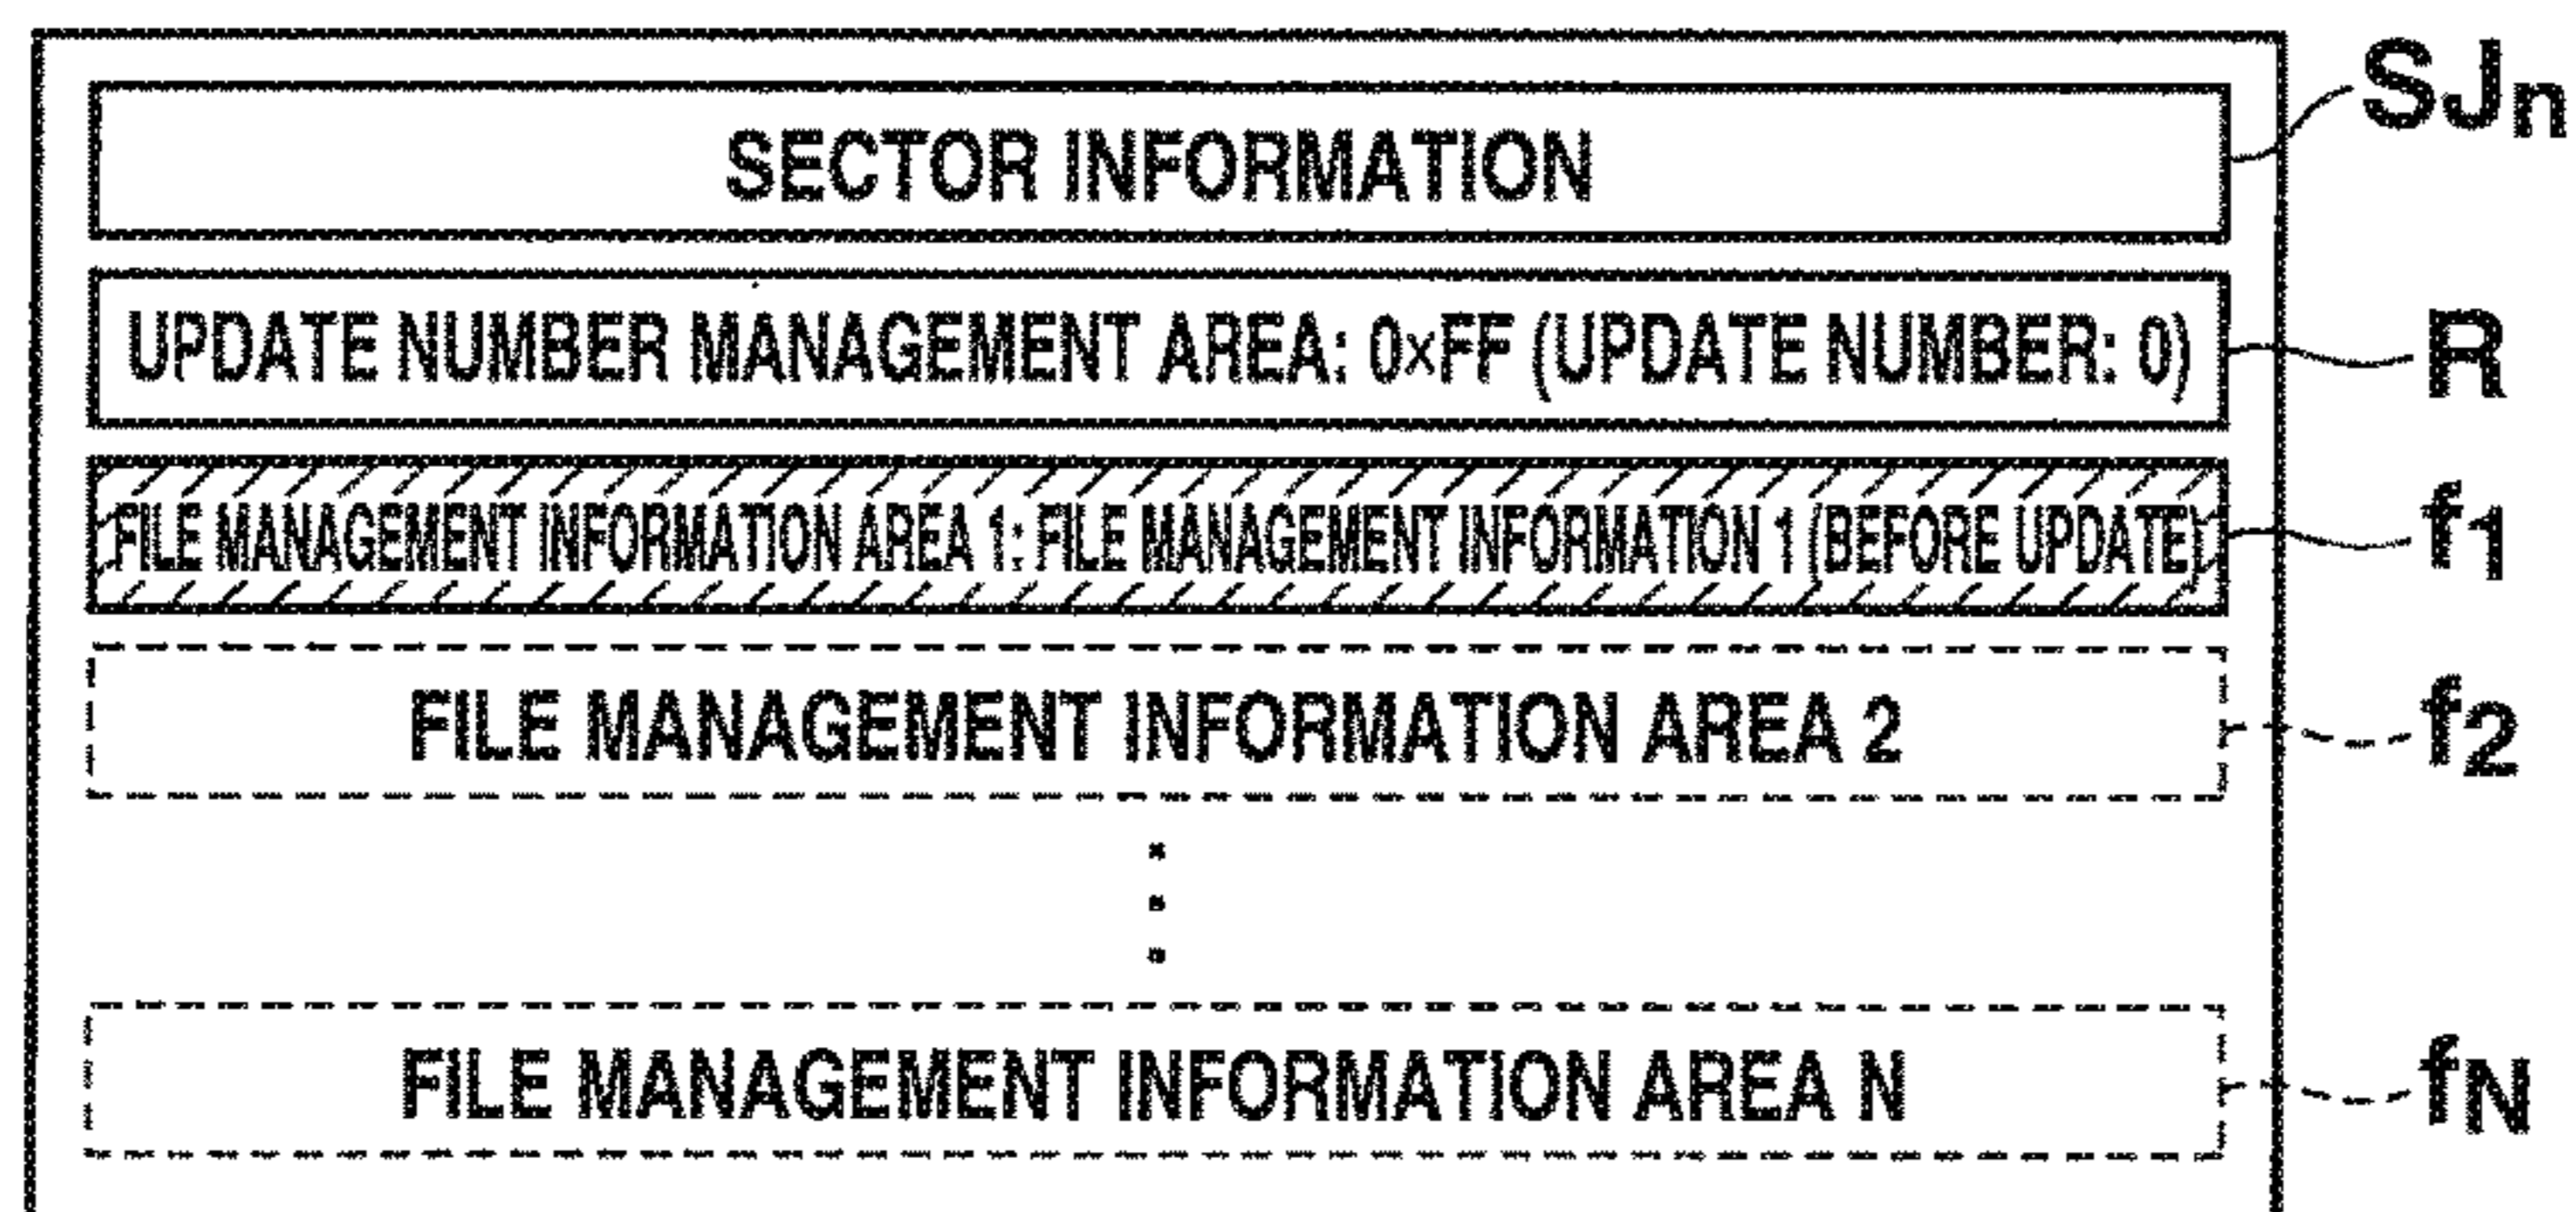 SECTOR INFORMATION SJn
UPDATE NUMBER MANAGEMENT AREA: 0×FF (UPDATE NUMBER: 0) R
FILE MANAGEMENT INFORMATION AREA 1: FILE MANAGEMENT INFORMATION 1 (BEFORE UPDATE) f1
FILE MANAGEMENT INFORMATION AREA 2 f2
FILE MANAGEMENT INFORMATION AREA N fN